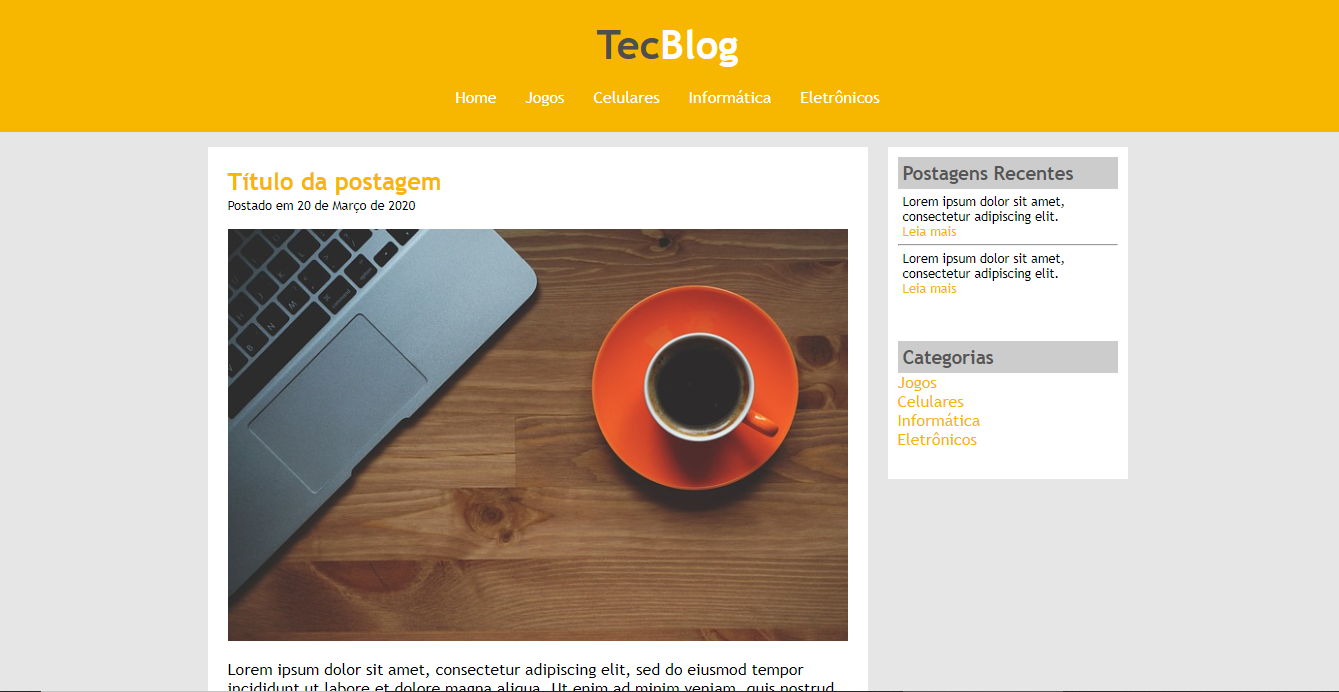 TecBlog
Home Jogos Celulares Informática Eletrônicos
Título da postagem
Postado em 20 de Março de 2020
Lorem ipsum dolor sit amet, consectetur adipiscing elit, sed do eiusmod tempor
incididunt ut labore et dolore magna aliqua. Ut enim ad minim veniam, quis nostrud
Postagens Recentes
Lorem ipsum dolor sit amet,
consectetur adipiscing elit.
Leia mais
Lorem ipsum dolor sit amet,
consectetur adipiscing elit.
Leia mais
Categorias
Jogos
Celulares
Informática
Eletrônicos